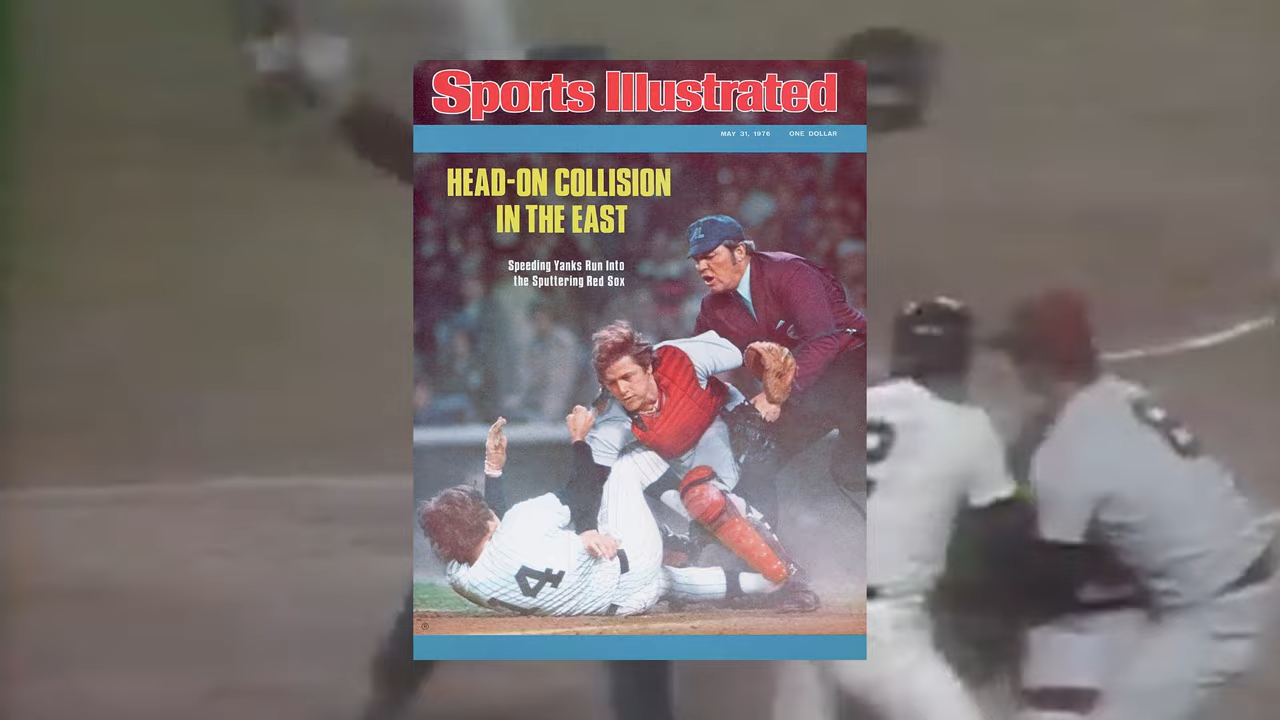 Sports Illustrated
MAY 31, 1976 ONE DOLLAR
HEAD-ON COLLISION
IN THE EAST
Speeding Yanks Run Into
the Sputtering Red Sox
14